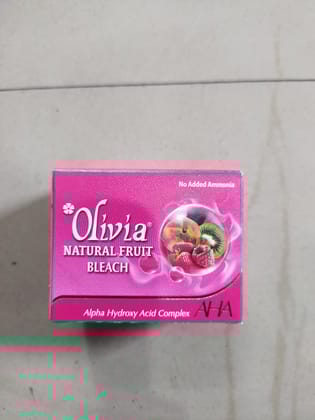 No Added Ammonia
Olivia®
NATURAL FRUIT
BLEACH
Alpha Hydroxy Acid Complex AHA